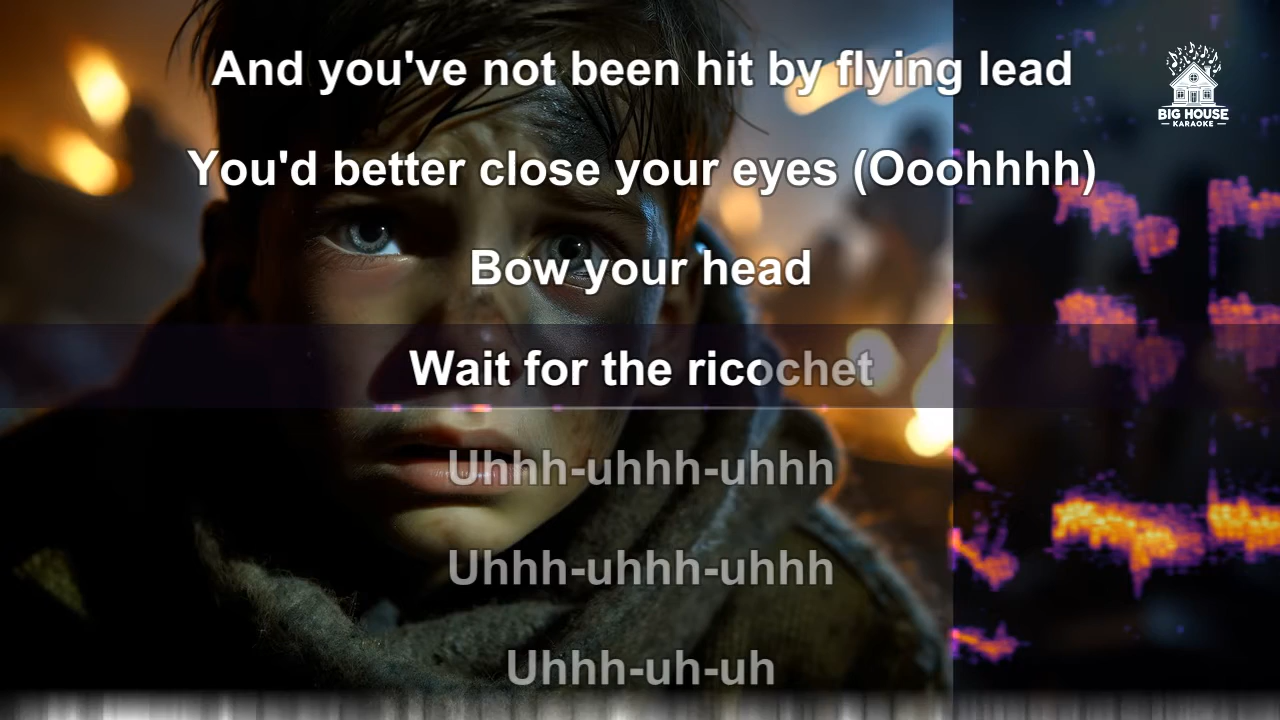 And you've not been hit by flying lead
You'd better close your eyes (Ooohhhh)
Bow your head
Wait for the ricochet
Uhhh-uhhh-uhhh
Uhhh-uhhh-uhhh
Uhhh-uh-uh
BIG HOUSE
KARAOKE